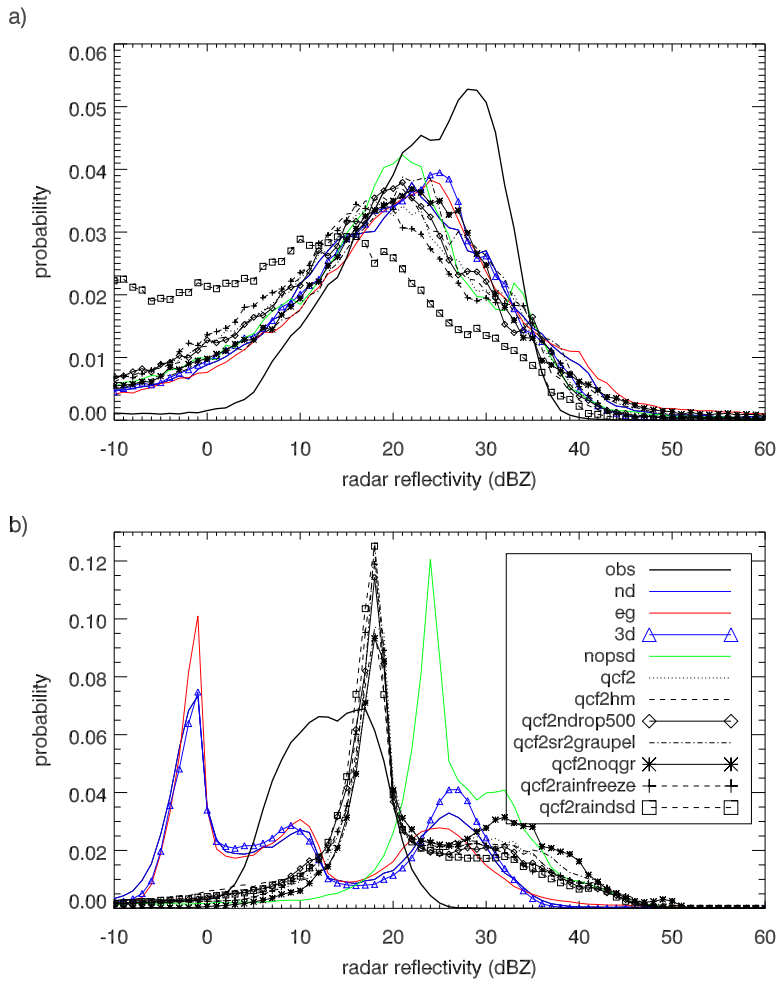 a)
0.06
0.05
0.04
0.03
0.02
0.01
0.00
probability
-10 0 10 20 30 40 50 60
radar reflectivity (dBZ)
b)
0.12
0.10
0.08
0.06
0.04
0.02
0.00
probability
obs
nd
eg
3d
nopsd
qcf2
qcf2hm
qcf2ndrop500
qcf2sr2graupel
qcf2noqgr
qcf2rainfreeze
qcf2raindsd
-10 0 10 20 30 40 50 60
radar reflectivity (dBZ)